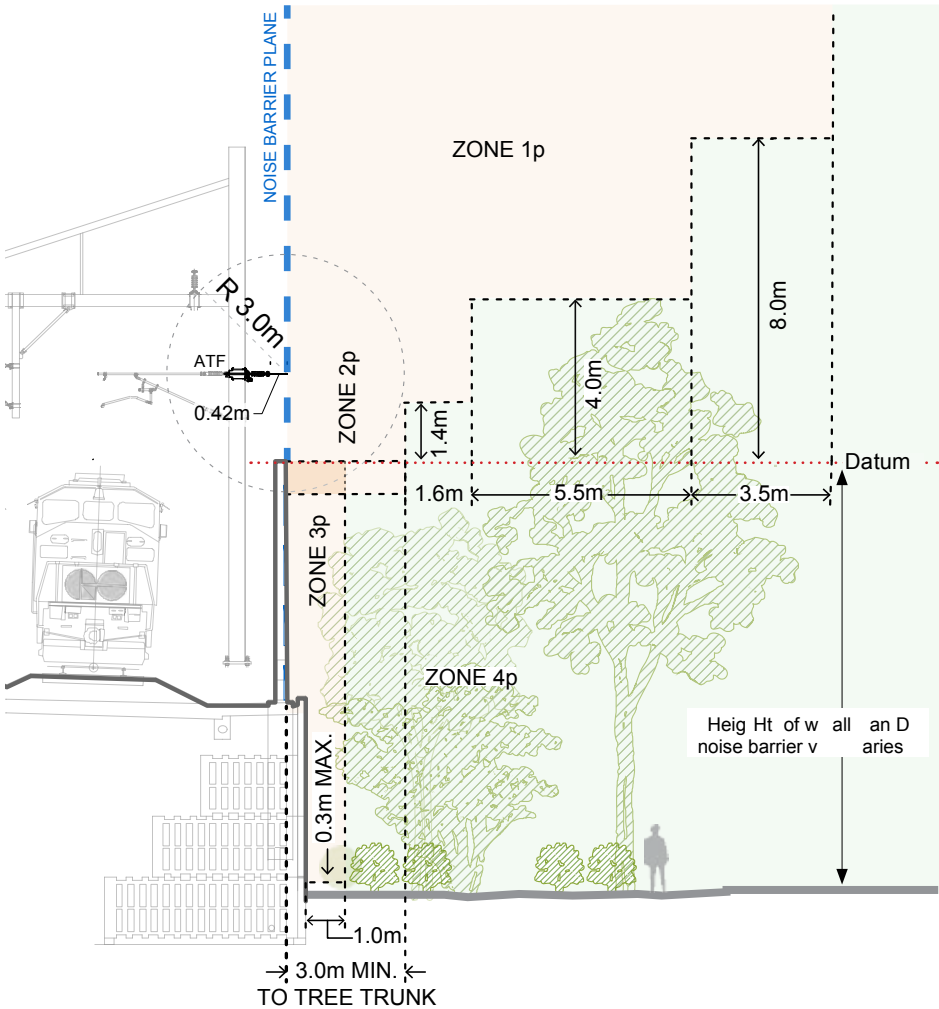 NOISE BARRIER PLANE
ZONE 1p
R 3.0m
8.0m
ATF
0.42m
ZONE 2p
4.0m
1.4m
Datum
1.6m
5.5m
3.5m
ZONE 3p
ZONE 4p
Heig Ht of w all an D
noise barrier v aries
0.3m MAX.
1.0m
3.0m MIN.
TO TREE TRUNK